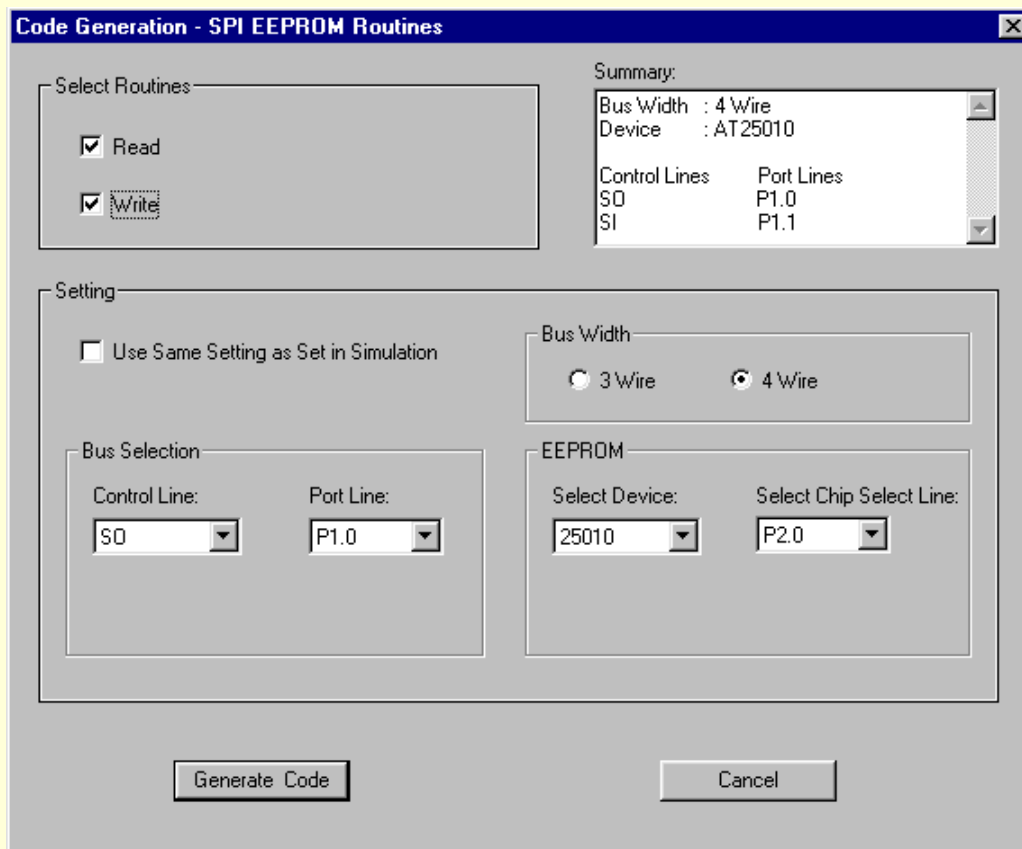 Code Generation - SPI EEPROM Routines
Select Routines
Read
Write
Summary:
Bus Width : 4 Wire
Device : AT25010
Control Lines Port Lines
SO P1.0
SI P1.1
Setting
Use Same Setting as Set in Simulation
Bus Width
3 Wire 4 Wire
Bus Selection
Control Line: Port Line:
SO P1.0
EEPROM
Select Device: Select Chip Select Line:
25010 P2.0
Generate Code Cancel